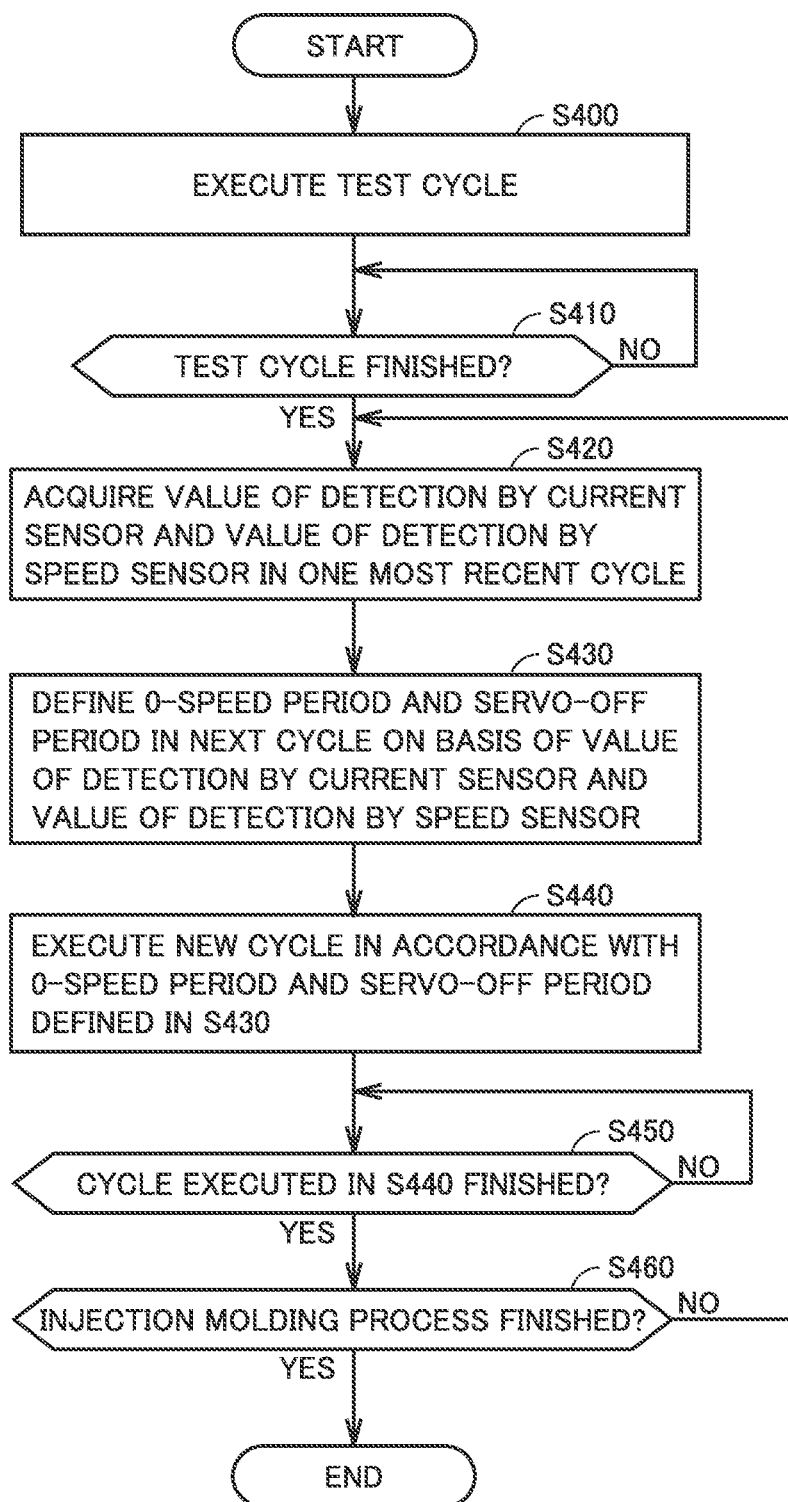 START
S400
EXECUTE TEST CYCLE
S410
TEST CYCLE FINISHED?
NO
YES
S420
ACQUIRE VALUE OF DETECTION BY CURRENT
SENSOR AND VALUE OF DETECTION BY
SPEED SENSOR IN ONE MOST RECENT CYCLE
S430
DEFINE 0-SPEED PERIOD AND SERVO-OFF
PERIOD IN NEXT CYCLE ON BASIS OF VALUE
OF DETECTION BY CURRENT SENSOR AND
VALUE OF DETECTION BY SPEED SENSOR
S440
EXECUTE NEW CYCLE IN ACCORDANCE WITH
0-SPEED PERIOD AND SERVO-OFF PERIOD
DEFINED IN S430
S450
CYCLE EXECUTED IN S440 FINISHED?
NO
YES
S460
INJECTION MOLDING PROCESS FINISHED?
NO
YES
END